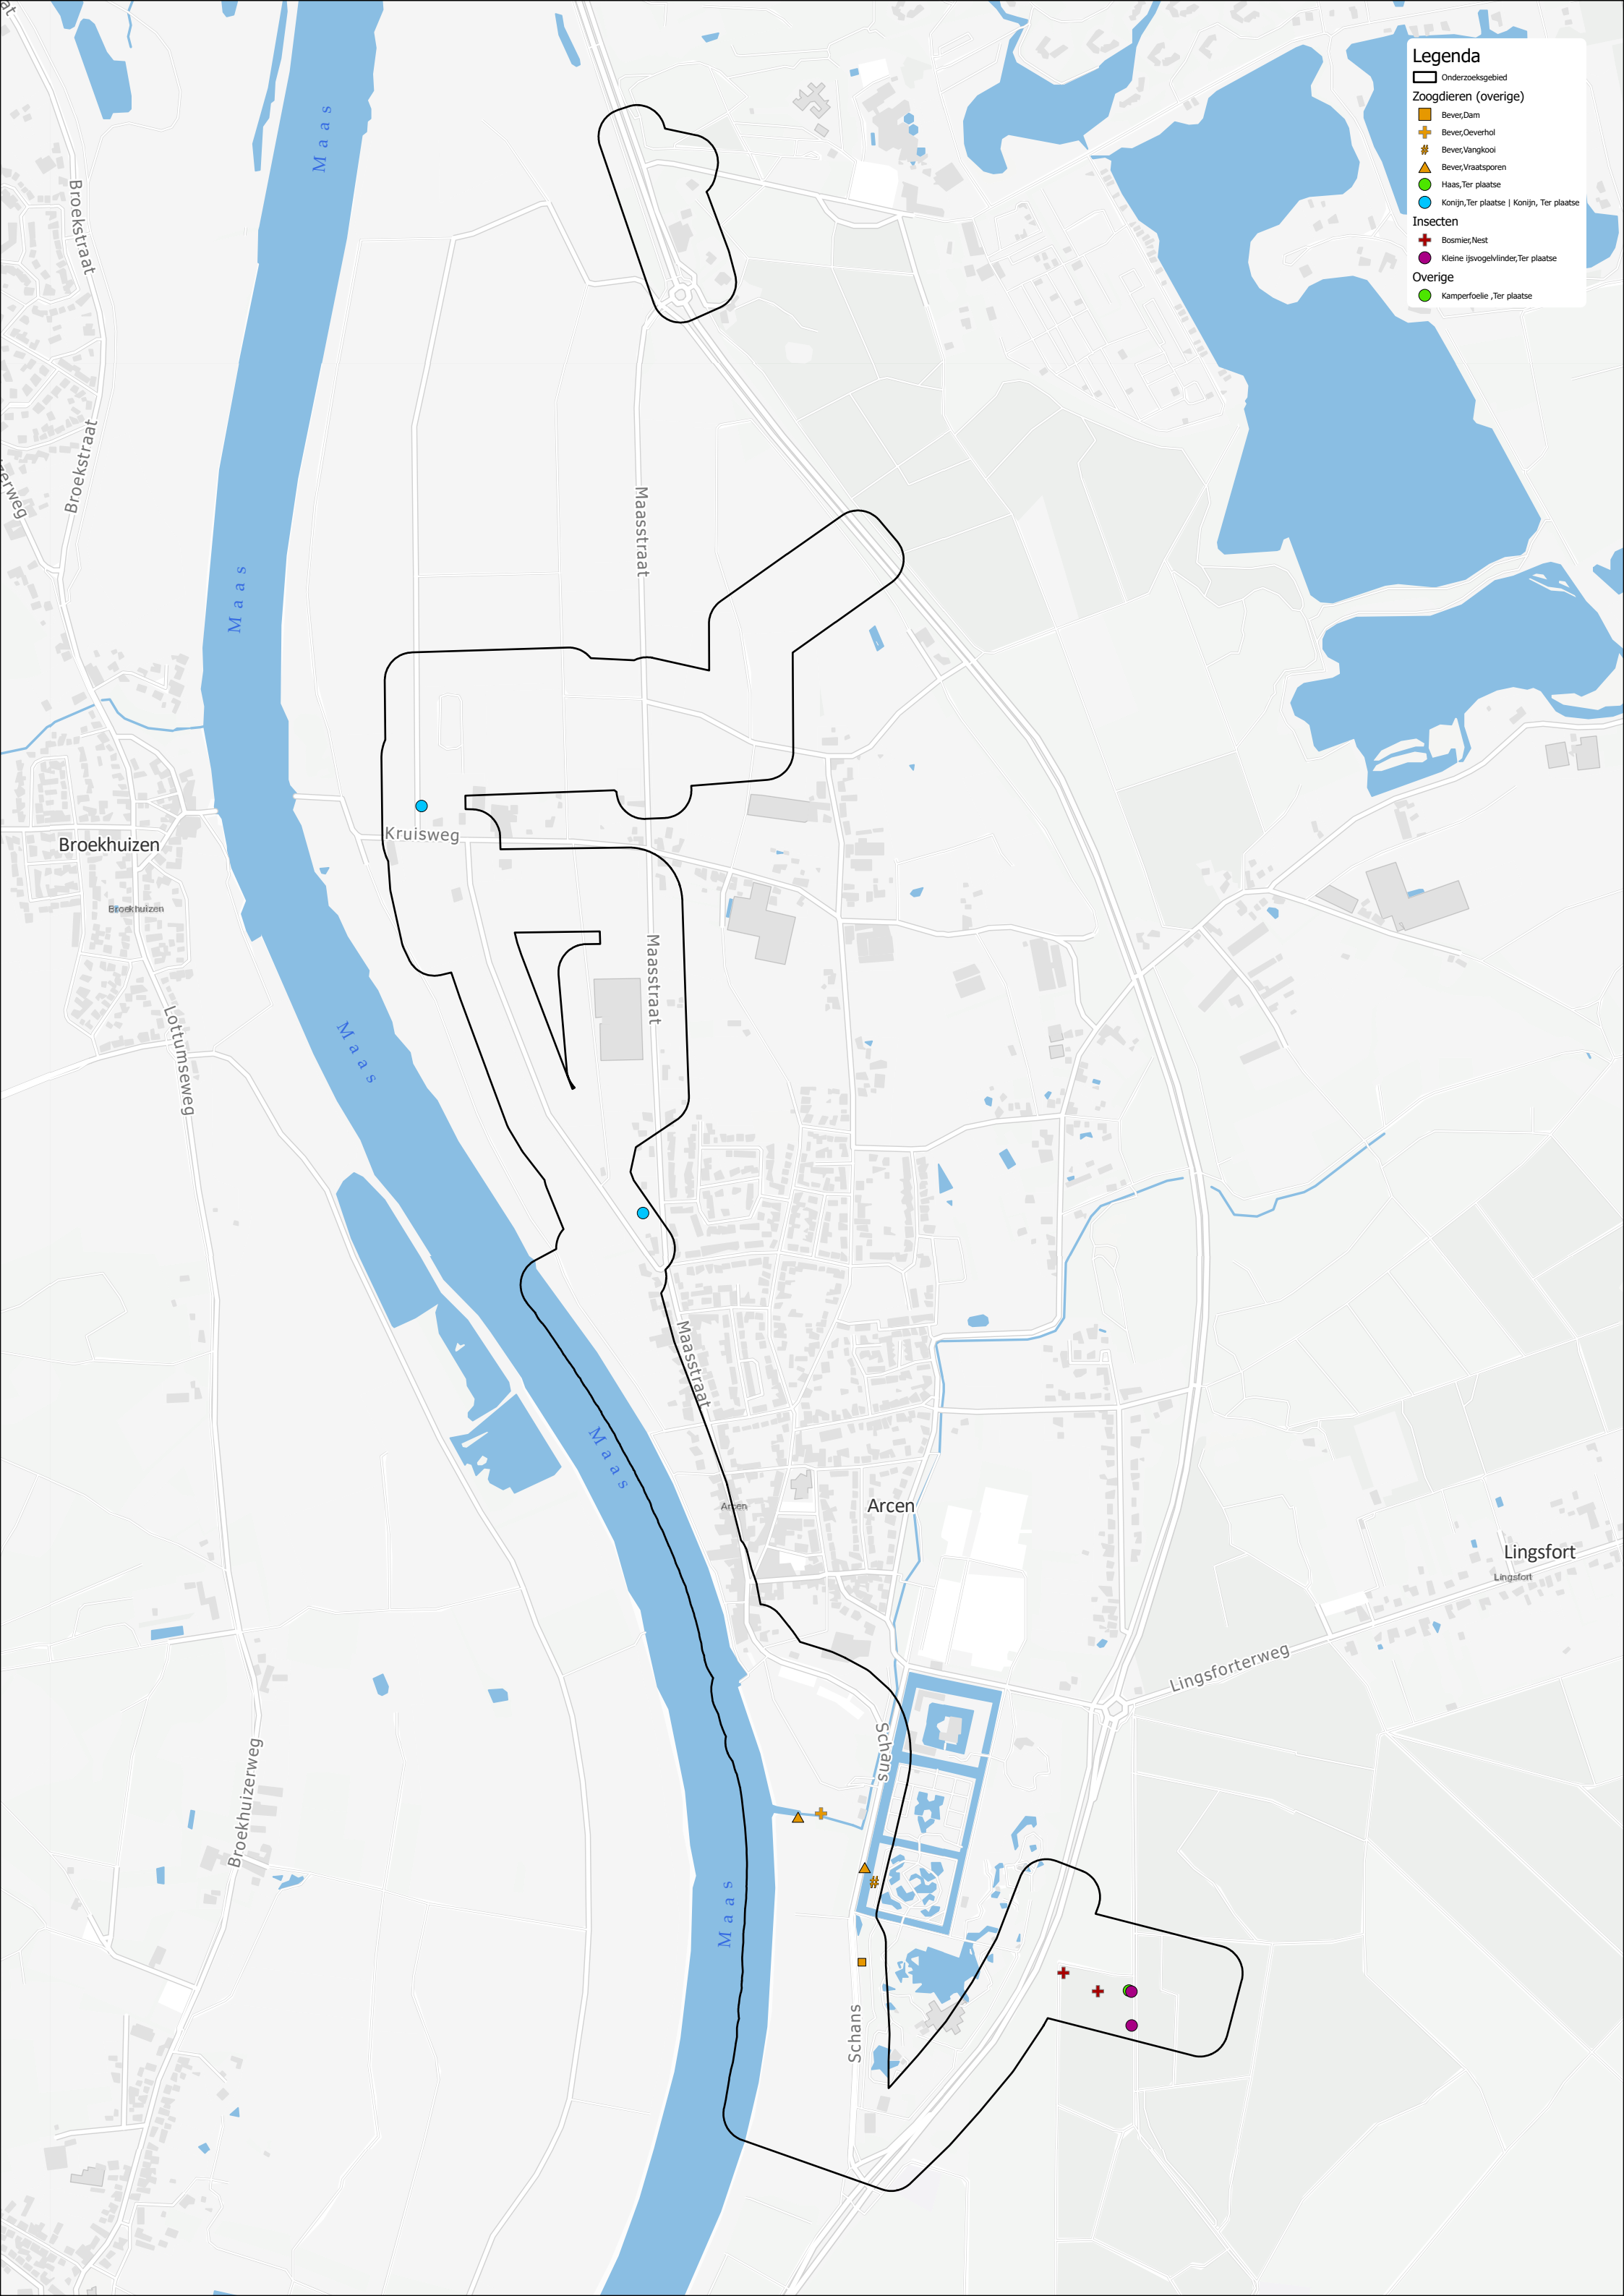 Legenda
Onderzoeksgebied
Zoogdieren (overige)
Bever,Dam
Bever,Oeverhol
Bever,Vangkooi
Bever,Vraatsporen
Haas,Ter plaatse
Konijn,Ter plaatse | Konijn, Ter plaatse
Insecten
Bosmier,Nest
Kleine ijsvogelvlinder,Ter plaatse
Overige
Kamperfoelie ,Ter plaatse
Maas
Broekstraat
Broekstraat
Maasstraat
Maas
Kruisweg
Broekhuizen
Broekhuizen
Maasstraat
Maas
Lottumseweg
Maasstraat
Maas
Arcen
Arcen
Lingsfort
Lingsfort
Lingsforterweg
Schans
Broekhuizerweg
Maas
Schans